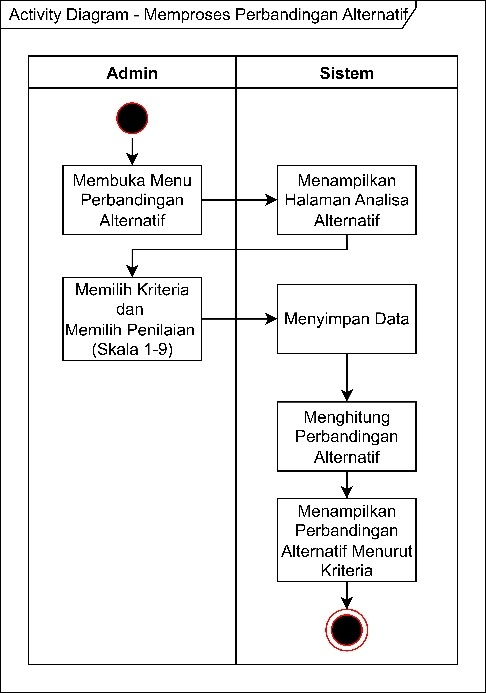 Activity Diagram - Memproses Perbandingan Alternatif
Admin
Sistem
Membuka Menu
Perbandingan
Alternatif
Menampilkan
Halaman Analisa
Alternatif
Memilih Kriteria
dan
Memilih Penilaian
(Skala 1-9)
Menyimpan Data
Menghitung
Perbandingan
Alternatif
Menampilkan
Perbandingan
Alternatif Menurut
Kriteria